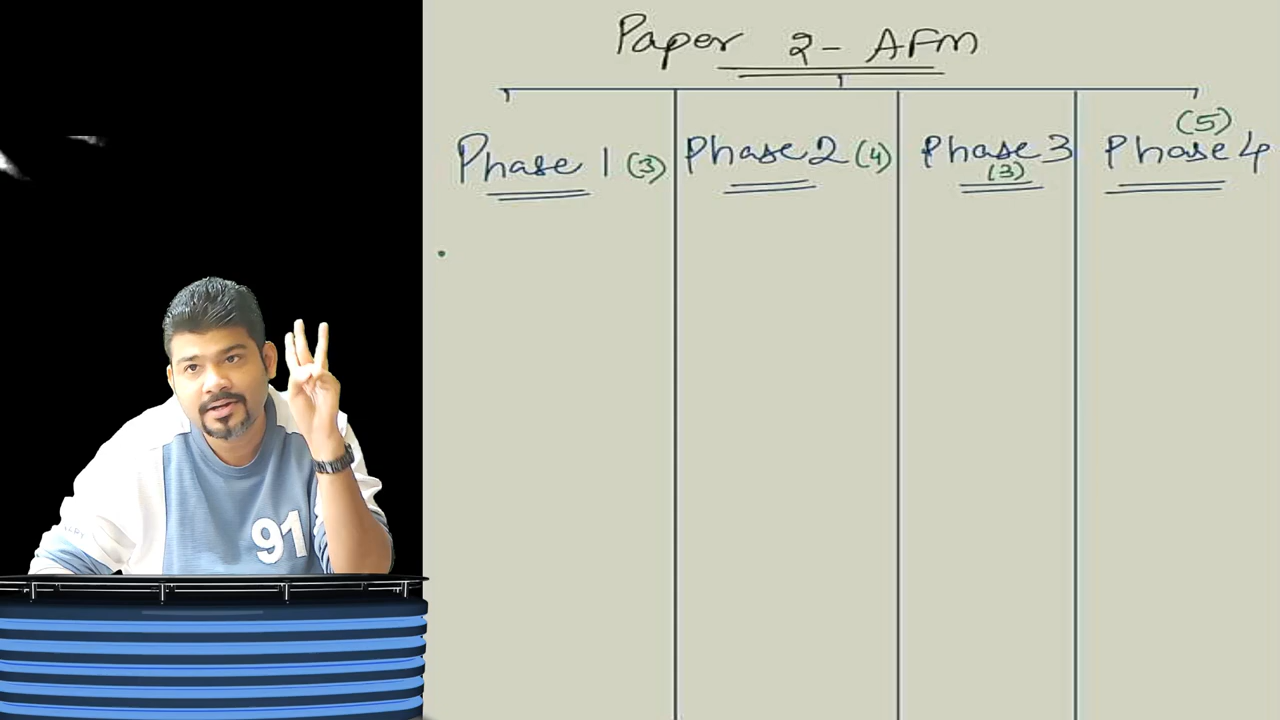 Paper 2 - AFM
Phase 1 (3)
Phase 2 (4)
Phase 3
(3)
(5)
Phase 4
91